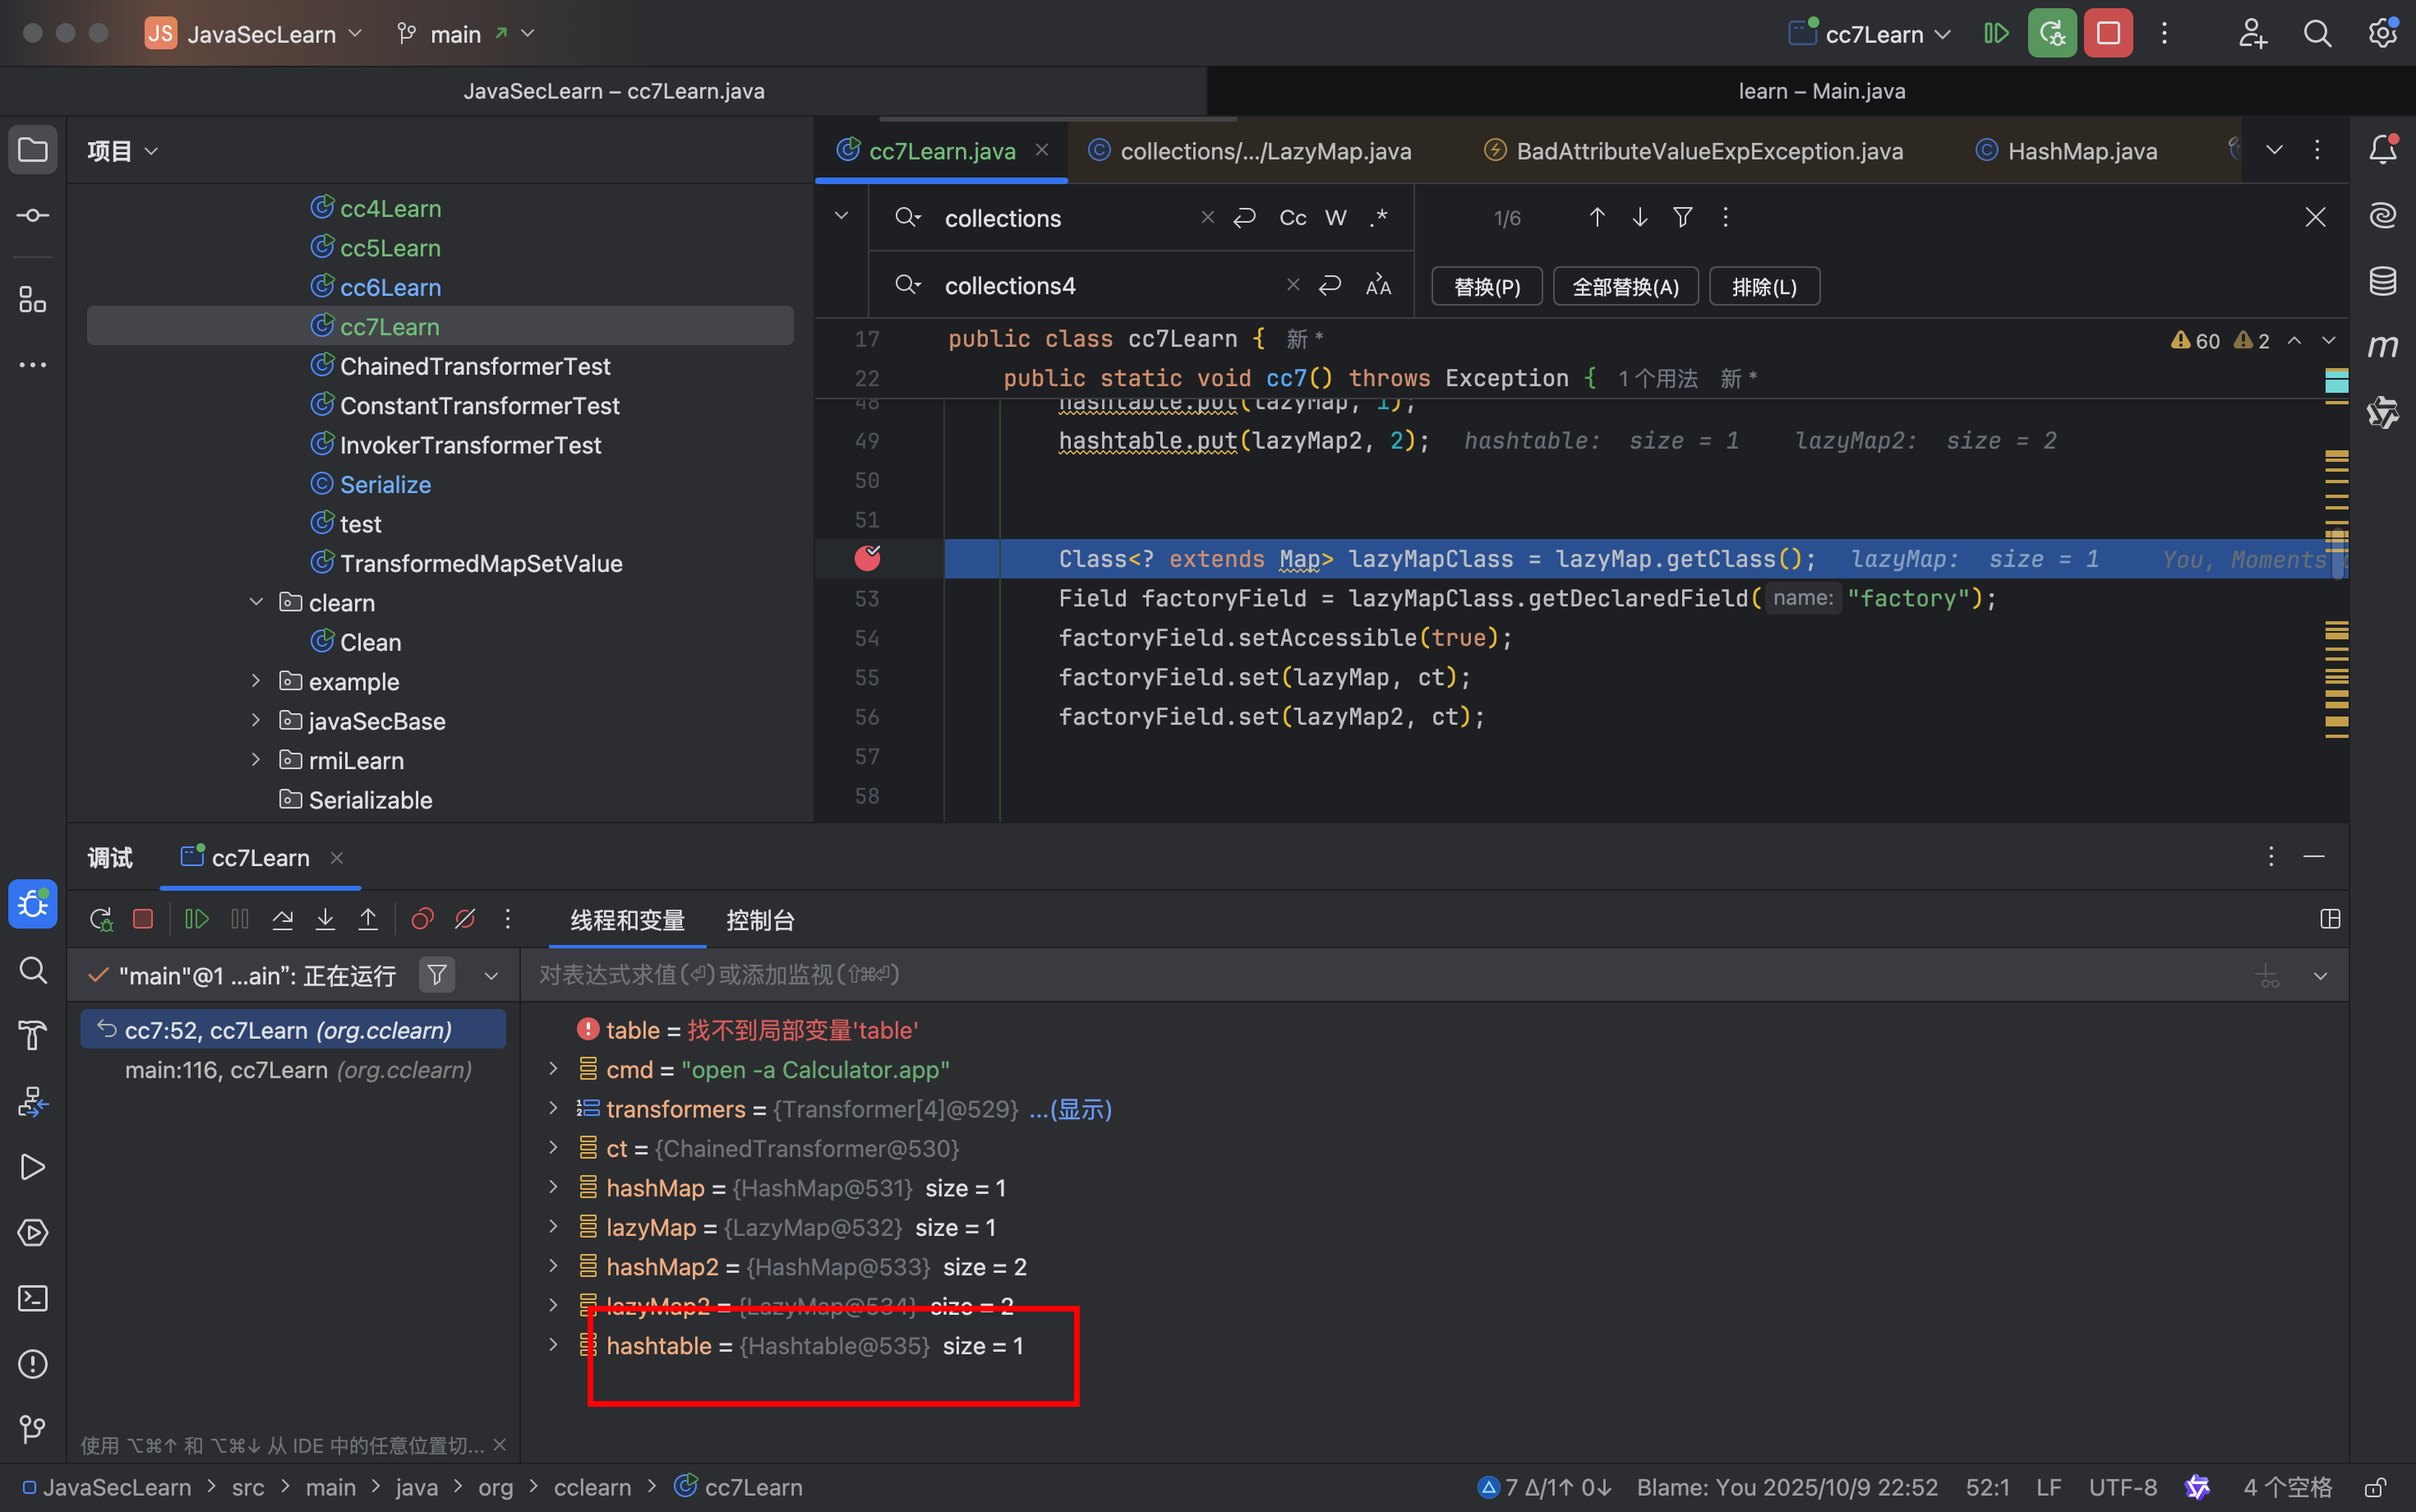 JS JavaSecLearn main cc7Learn
JavaSecLearn – cc7Learn.java learn – Main.java
项目 cc7Learn.java collections/.../LazyMap.java BadAttributeValueExpException.java HashMap.java
cc4Learn
cc5Learn
cc6Learn
cc7Learn
ChainedTransformerTest
ConstantTransformerTest
InvokerTransformerTest
Serialize
test
TransformedMapSetValue
clearn
Clean
example
javaSecBase
rmiLearn
Serializable
collections Cc W .* 1/6
collections4 替换(P) 全部替换(A) 排除(L)
17 public class cc7Learn { 新 * 60 2
22 public static void cc7() throws Exception { 1个用法 新 *
48 hashtable.put(lazyMap, 1);
49 hashtable.put(lazyMap2, 2); hashtable: size = 1 lazyMap2: size = 2
50
51
Class<? extends Map> lazyMapClass = lazyMap.getClass(); lazyMap: size = 1 You, Moments
53 Field factoryField = lazyMapClass.getDeclaredField( name: "factory");
54 factoryField.setAccessible(true);
55 factoryField.set(lazyMap, ct);
56 factoryField.set(lazyMap2, ct);
57
58
调试 cc7Learn
线程和变量 控制台
"main"@1 ...ain”: 正在运行 对表达式求值(⏎)或添加监视(⇧⌘⏎)
cc7:52, cc7Learn (org.cclearn)
main:116, cc7Learn (org.cclearn)
table = 找不到局部变量'table'
cmd = "open -a Calculator.app"
transformers = {Transformer[4]@529} ...(显示)
ct = {ChainedTransformer@530}
hashMap = {HashMap@531} size = 1
lazyMap = {LazyMap@532} size = 1
hashMap2 = {HashMap@533} size = 2
lazyMap2 = {LazyMap@534} size = 2
hashtable = {Hashtable@535} size = 1
使用 ⌥⌘↑ 和 ⌥⌘↓ 从 IDE 中的任意位置切...
JavaSecLearn > src > main > java > org > cclearn > cc7Learn 7 Δ/1↑ 0↓ Blame: You 2025/10/9 22:52 52:1 LF UTF-8 4 个空格